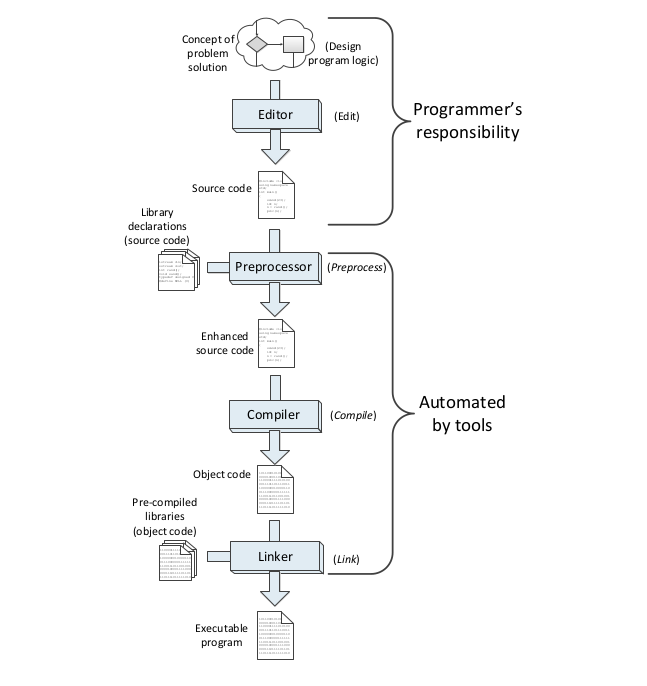 Concept of
problem
solution
(Design
program logic)
Editor
(Edit)
Programmer's
responsibility
Source code
Library
declarations
(source code)
Preprocessor
(Preprocess)
Enhanced
source code
Compiler
(Compile)
Automated
by tools
Object code
Pre-compiled
libraries
(object code)
Linker
(Link)
Executable
program